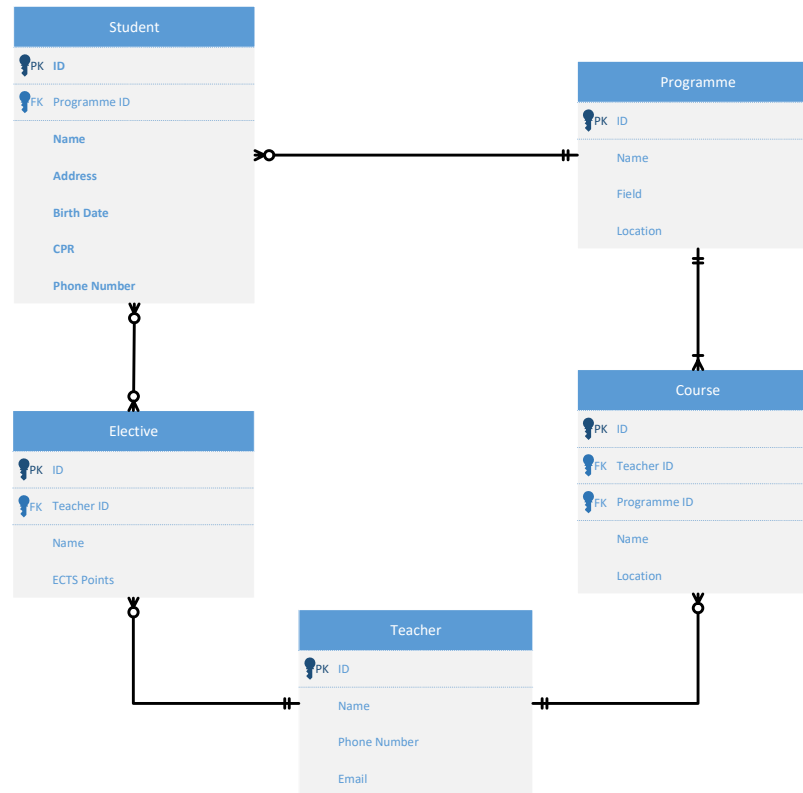 Student
PK ID
FK Programme ID
Name
Address
Birth Date
CPR
Phone Number
Programme
PK ID
Name
Field
Location
Elective
PK ID
FK Teacher ID
Name
ECTS Points
Course
PK ID
FK Teacher ID
FK Programme ID
Name
Location
Teacher
PK ID
Name
Phone Number
Email